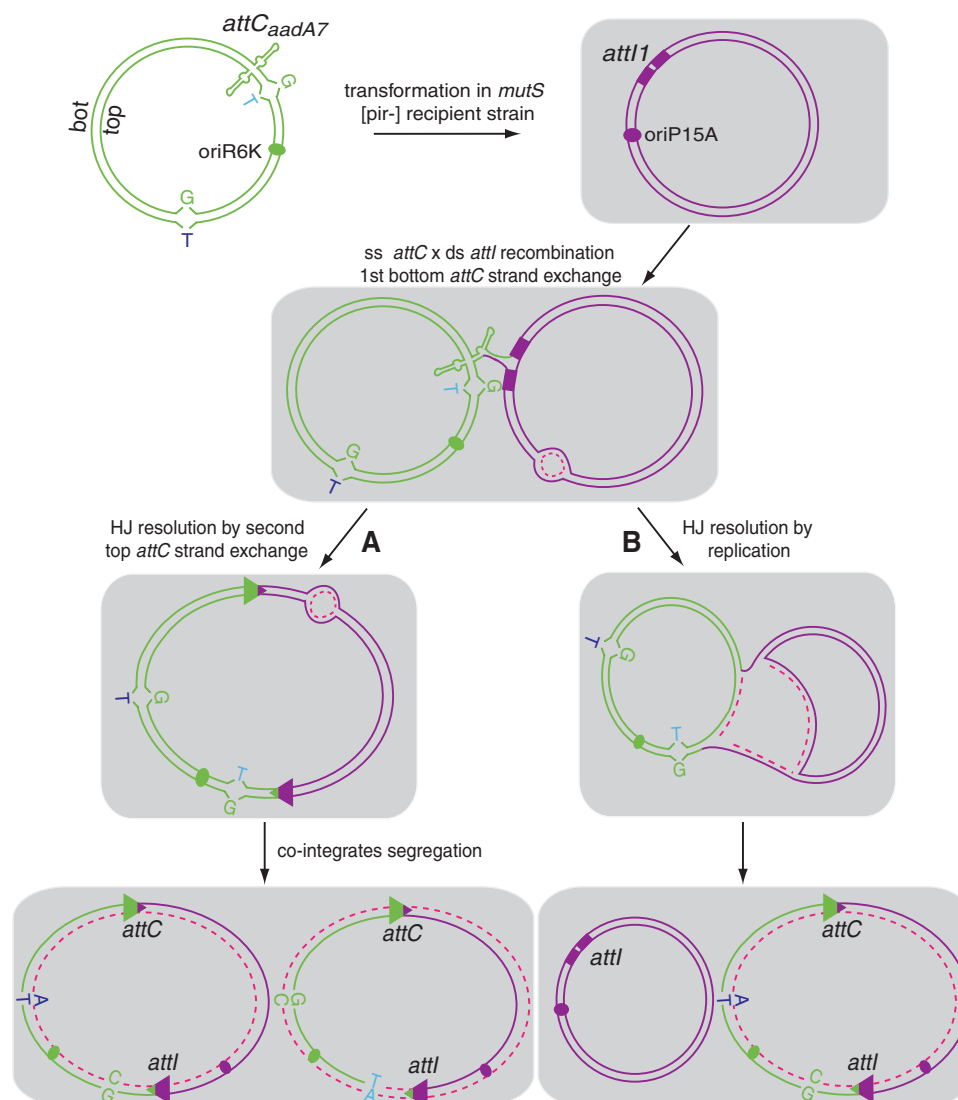 attCaadA7
attI1
G
T
transformation in mutS
[pir-] recipient strain
bot
top
oriR6K
oriP15A
G
T
ss attC x ds attI recombination
1st bottom attC strand exchange
T
G
G
T
HJ resolution by second
top attC strand exchange
A
B
HJ resolution by
replication
T
G
T
G
T
G
T
G
co-integrates segregation
attC
attC
attI
attC
A
T
G
C
A
T
attI
attI
attI
C
G
T
A
C
G